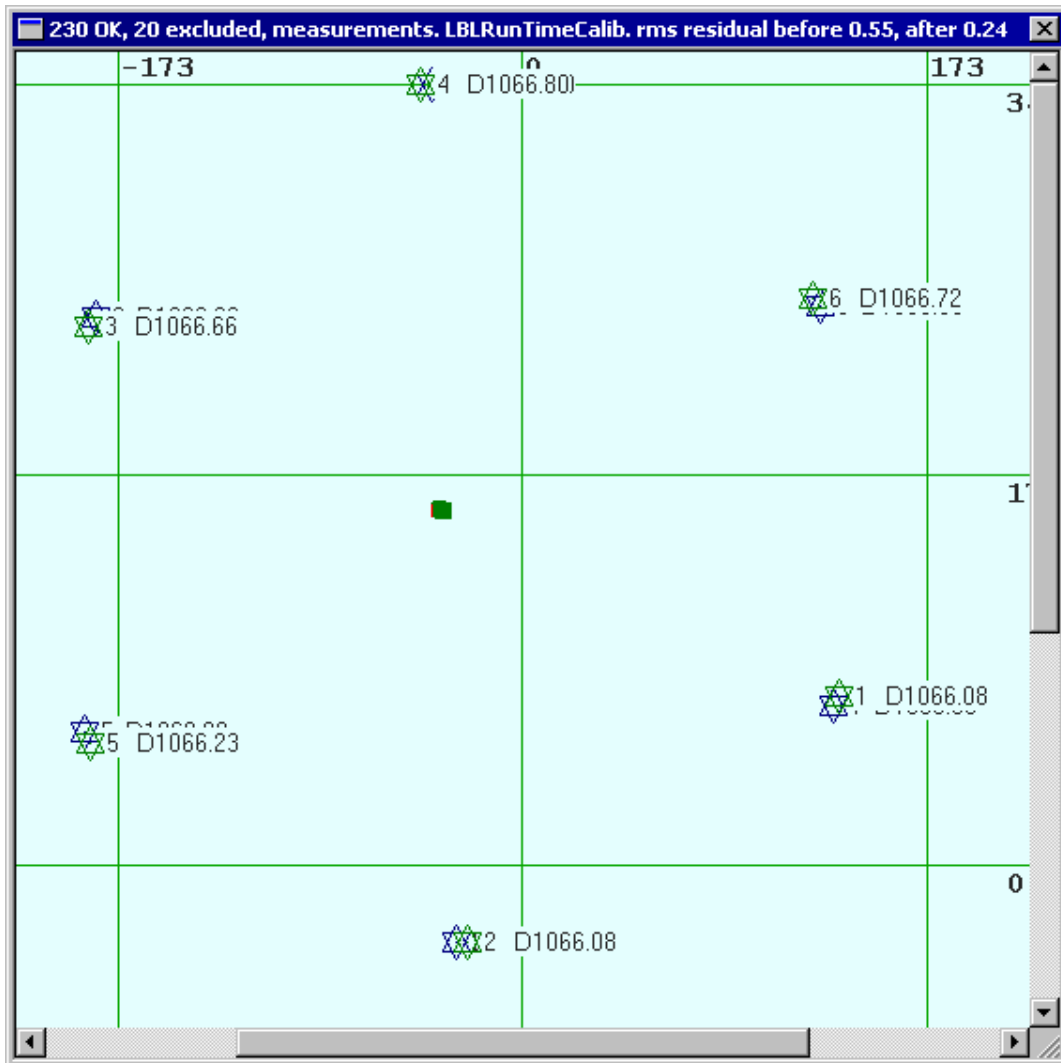 230 OK, 20 excluded, measurements. LBLRunTimeCalib. rms residual before 0.55, after 0.24
-173 0 173
4 D1066.80
6 D1066.72
3 D1066.66
1 D1066.08
5 D1066.23
0
2 D1066.08